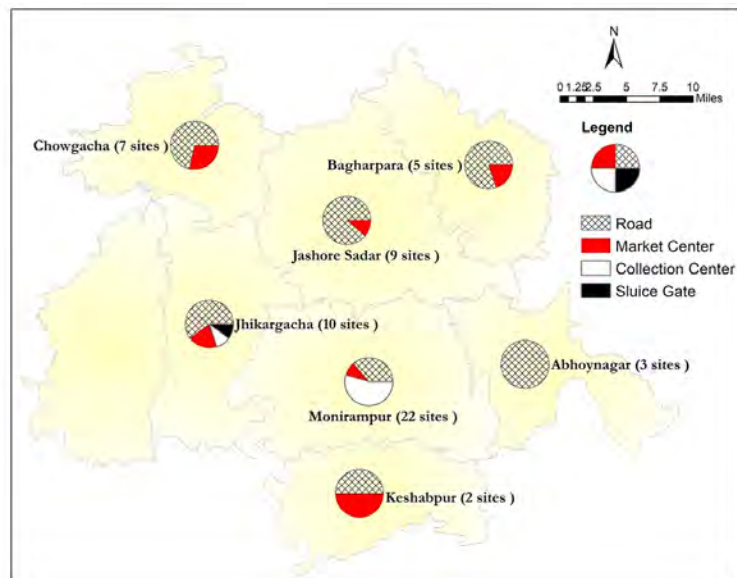 N
0 1.252.5 5 7.5 10
Miles
Legend
Road
Market Center
Collection Center
Sluice Gate
Chowgacha (7 sites )
Bagharpara (5 sites )
Jashore Sadar (9 sites )
Jhikargacha (10 sites )
Abhoynagar (3 sites )
Monirampur (22 sites )
Keshabpur (2 sites )